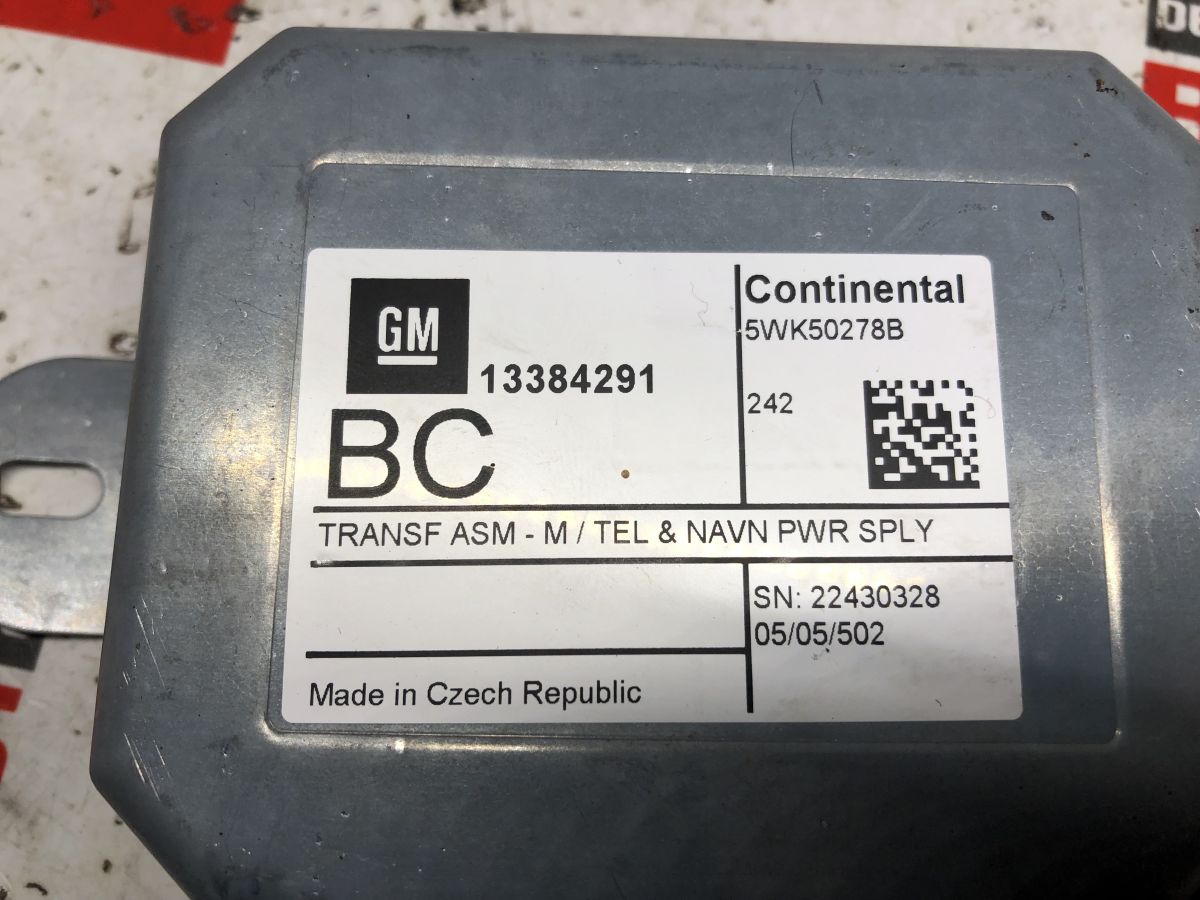 GM
13384291
BC
Continental
5WK50278B
242
TRANSF ASM - M / TEL & NAVN PWR SPLY
SN: 22430328
05/05/502
Made in Czech Republic